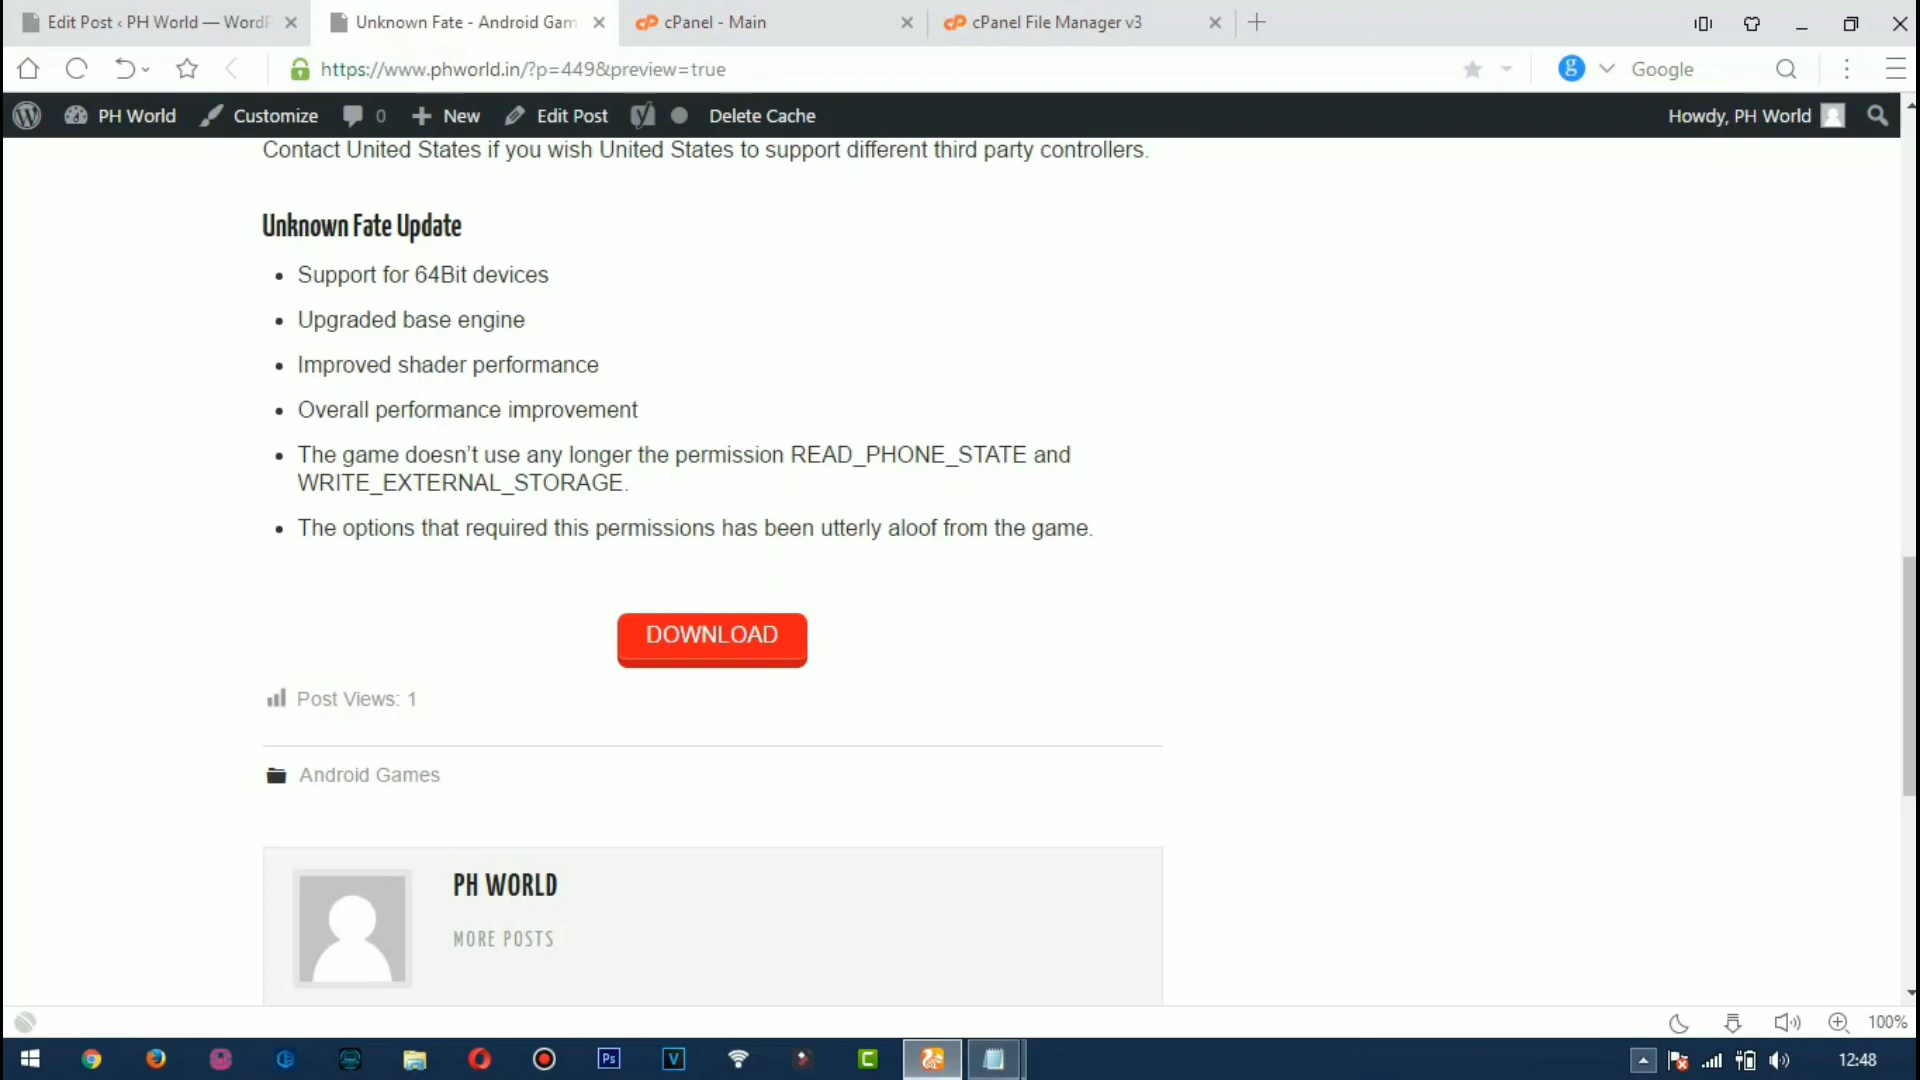 Edit Post ‹ PH World — WordP
Unknown Fate - Android Gam
cPanel - Main
cPanel File Manager v3
https://www.phworld.in/?p=449&preview=true
Google
PH World
Customize
0
New
Edit Post
Delete Cache
Howdy, PH World
Contact United States if you wish United States to support different third party controllers.
Unknown Fate Update
• Support for 64Bit devices
• Upgraded base engine
• Improved shader performance
• Overall performance improvement
• The game doesn’t use any longer the permission READ_PHONE_STATE and
WRITE_EXTERNAL_STORAGE.
• The options that required this permissions has been utterly aloof from the game.
DOWNLOAD
Post Views: 1
Android Games
PH WORLD
MORE POSTS
100%
12:48